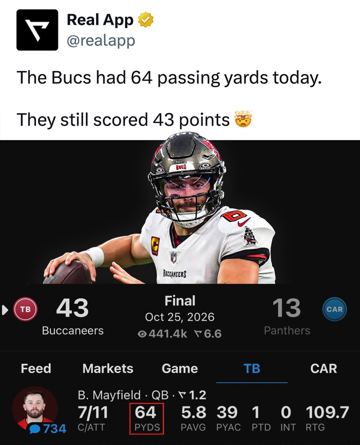 Real App
@realapp
The Bucs had 64 passing yards today.
They still scored 43 points 🤯
BUCS
6
C
BUCCANEERS
TB 43 Final 13 CAR
Buccaneers Oct 25, 2026 Panthers
441.4k 6.6
Feed Markets Game TB CAR
B. Mayfield · QB · 1.2
7/11 64 5.8 39 1 0 109.7
C/ATT PYDS PAVG PYAC PTD INT RTG
734